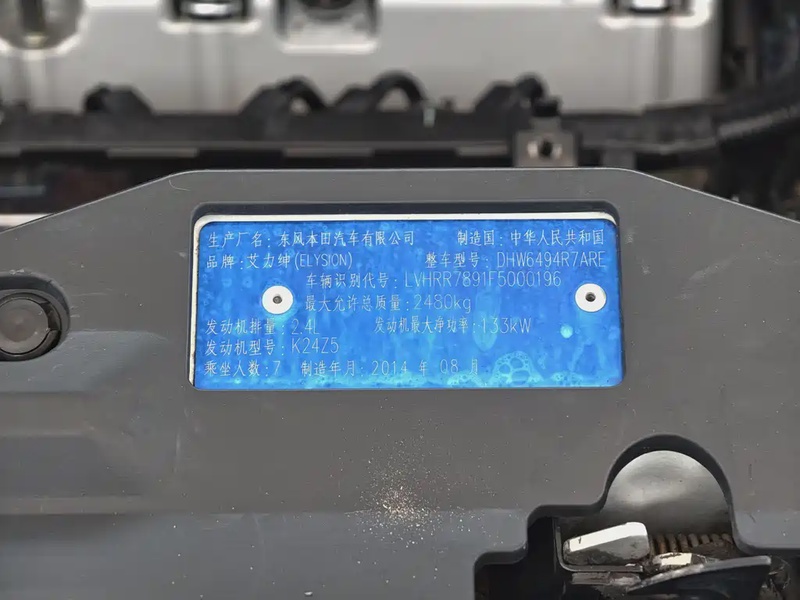 生产厂名:东风本田汽车有限公司 制造国:中华人民共和国
品牌:艾力绅(ELYSION) 整车型号:DHW6494R7ARE
车辆识别代号:LVHRR7891F5000196
最大允许总质量:2480kg
发动机排量:2.4L 发动机最大净功率:133kW
发动机型号:K24Z5
乘坐人数:7 制造年月:2014 年 08 月